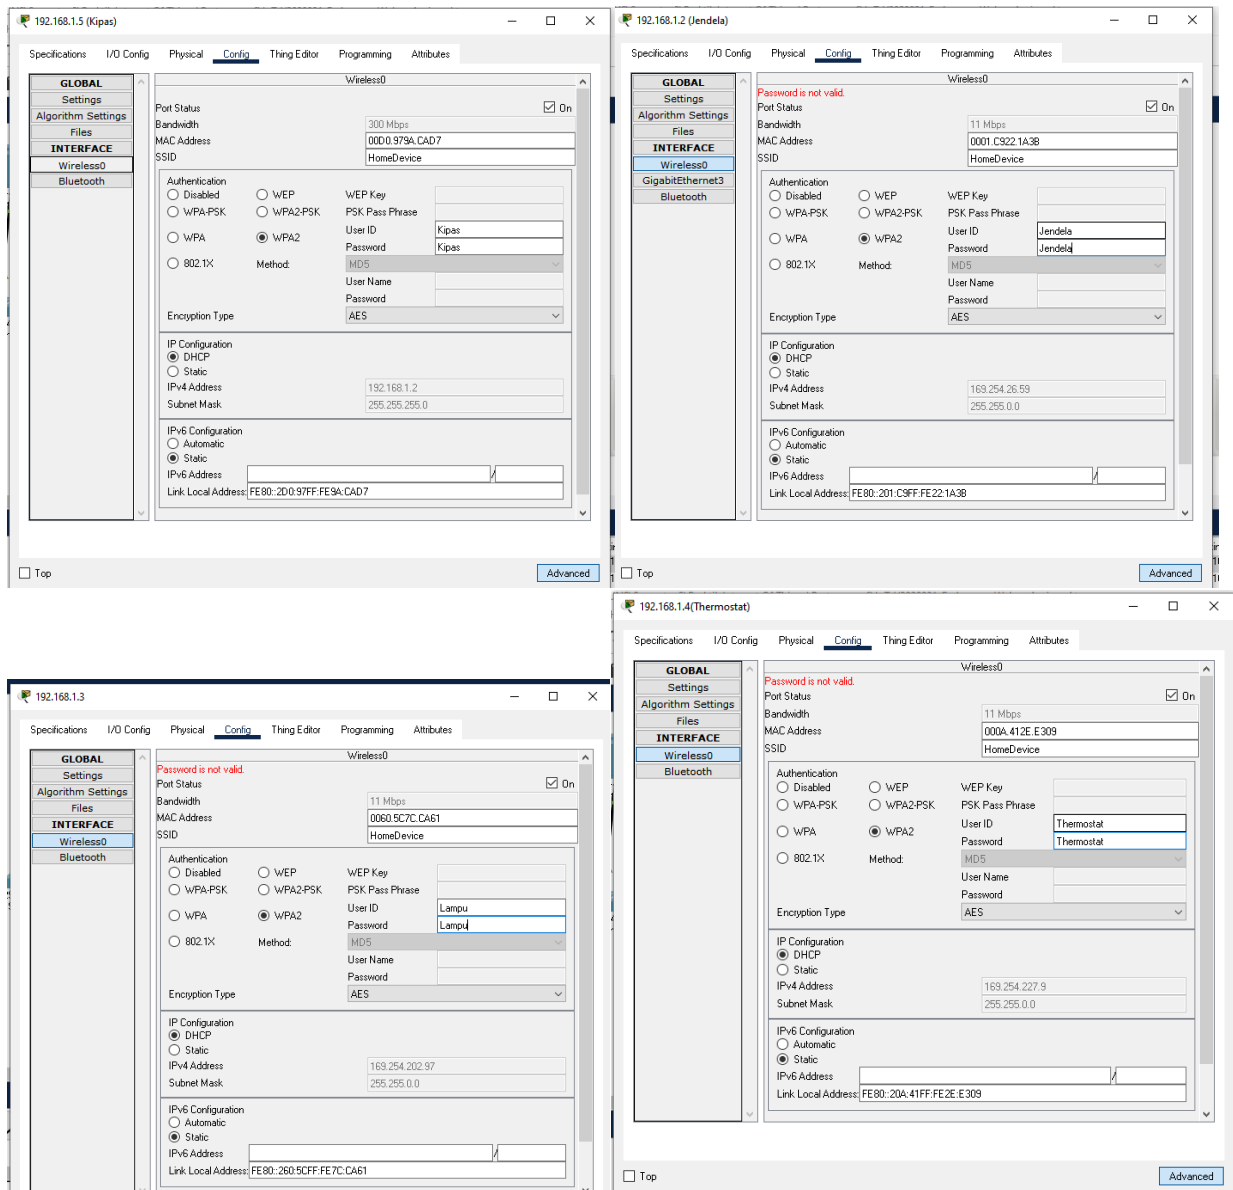 192.168.1.5 (Kipas)
Specifications I/O Config Physical Config Thing Editor Programming Attributes
GLOBAL
Settings
Algorithm Settings
Files
INTERFACE
Wireless0
Bluetooth
Wireless0
Port Status On
Bandwidth 300 Mbps
MAC Address 00D0.979A.CAD7
SSID HomeDevice
Authentication
Disabled WEP WEP Key
WPA-PSK WPA2-PSK PSK Pass Phrase
User ID Kipas
WPA WPA2 Password Kipas
802.1X Method: MD5
User Name
Password
Encryption Type AES
IP Configuration
DHCP
Static
IPv4 Address 192.168.1.2
Subnet Mask 255.255.255.0
IPv6 Configuration
Automatic
Static
IPv6 Address /
Link Local Address: FE80::2D0:97FF:FE9A:CAD7
Top Advanced
192.168.1.2 (Jendela)
Specifications I/O Config Physical Config Thing Editor Programming Attributes
GLOBAL
Settings
Algorithm Settings
Files
INTERFACE
Wireless0
GigabitEthernet3
Bluetooth
Wireless0
Password is not valid.
Port Status On
Bandwidth 11 Mbps
MAC Address 0001.C922.1A3B
SSID HomeDevice
Authentication
Disabled WEP WEP Key
WPA-PSK WPA2-PSK PSK Pass Phrase
User ID Jendela
WPA WPA2 Password Jendela
802.1X Method: MD5
User Name
Password
Encryption Type AES
IP Configuration
DHCP
Static
IPv4 Address 169.254.26.59
Subnet Mask 255.255.0.0
IPv6 Configuration
Automatic
Static
IPv6 Address /
Link Local Address: FE80::201:C9FF:FE22:1A3B
Top Advanced
192.168.1.3
Specifications I/O Config Physical Config Thing Editor Programming Attributes
GLOBAL
Settings
Algorithm Settings
Files
INTERFACE
Wireless0
Bluetooth
Wireless0
Password is not valid.
Port Status On
Bandwidth 11 Mbps
MAC Address 0060.5C7C.CA61
SSID HomeDevice
Authentication
Disabled WEP WEP Key
WPA-PSK WPA2-PSK PSK Pass Phrase
User ID Lampu
WPA WPA2 Password Lampu
802.1X Method: MD5
User Name
Password
Encryption Type AES
IP Configuration
DHCP
Static
IPv4 Address 169.254.202.97
Subnet Mask 255.255.0.0
IPv6 Configuration
Automatic
Static
IPv6 Address /
Link Local Address: FE80::260:5CFF:FE7C:CA61
192.168.1.4(Thermostat)
Specifications I/O Config Physical Config Thing Editor Programming Attributes
GLOBAL
Settings
Algorithm Settings
Files
INTERFACE
Wireless0
Bluetooth
Wireless0
Password is not valid.
Port Status On
Bandwidth 11 Mbps
MAC Address 000A.412E.E309
SSID HomeDevice
Authentication
Disabled WEP WEP Key
WPA-PSK WPA2-PSK PSK Pass Phrase
User ID Thermostat
WPA WPA2 Password Thermostat
802.1X Method: MD5
User Name
Password
Encryption Type AES
IP Configuration
DHCP
Static
IPv4 Address 169.254.227.9
Subnet Mask 255.255.0.0
IPv6 Configuration
Automatic
Static
IPv6 Address /
Link Local Address: FE80::20A:41FF:FE2E:E309
Top Advanced